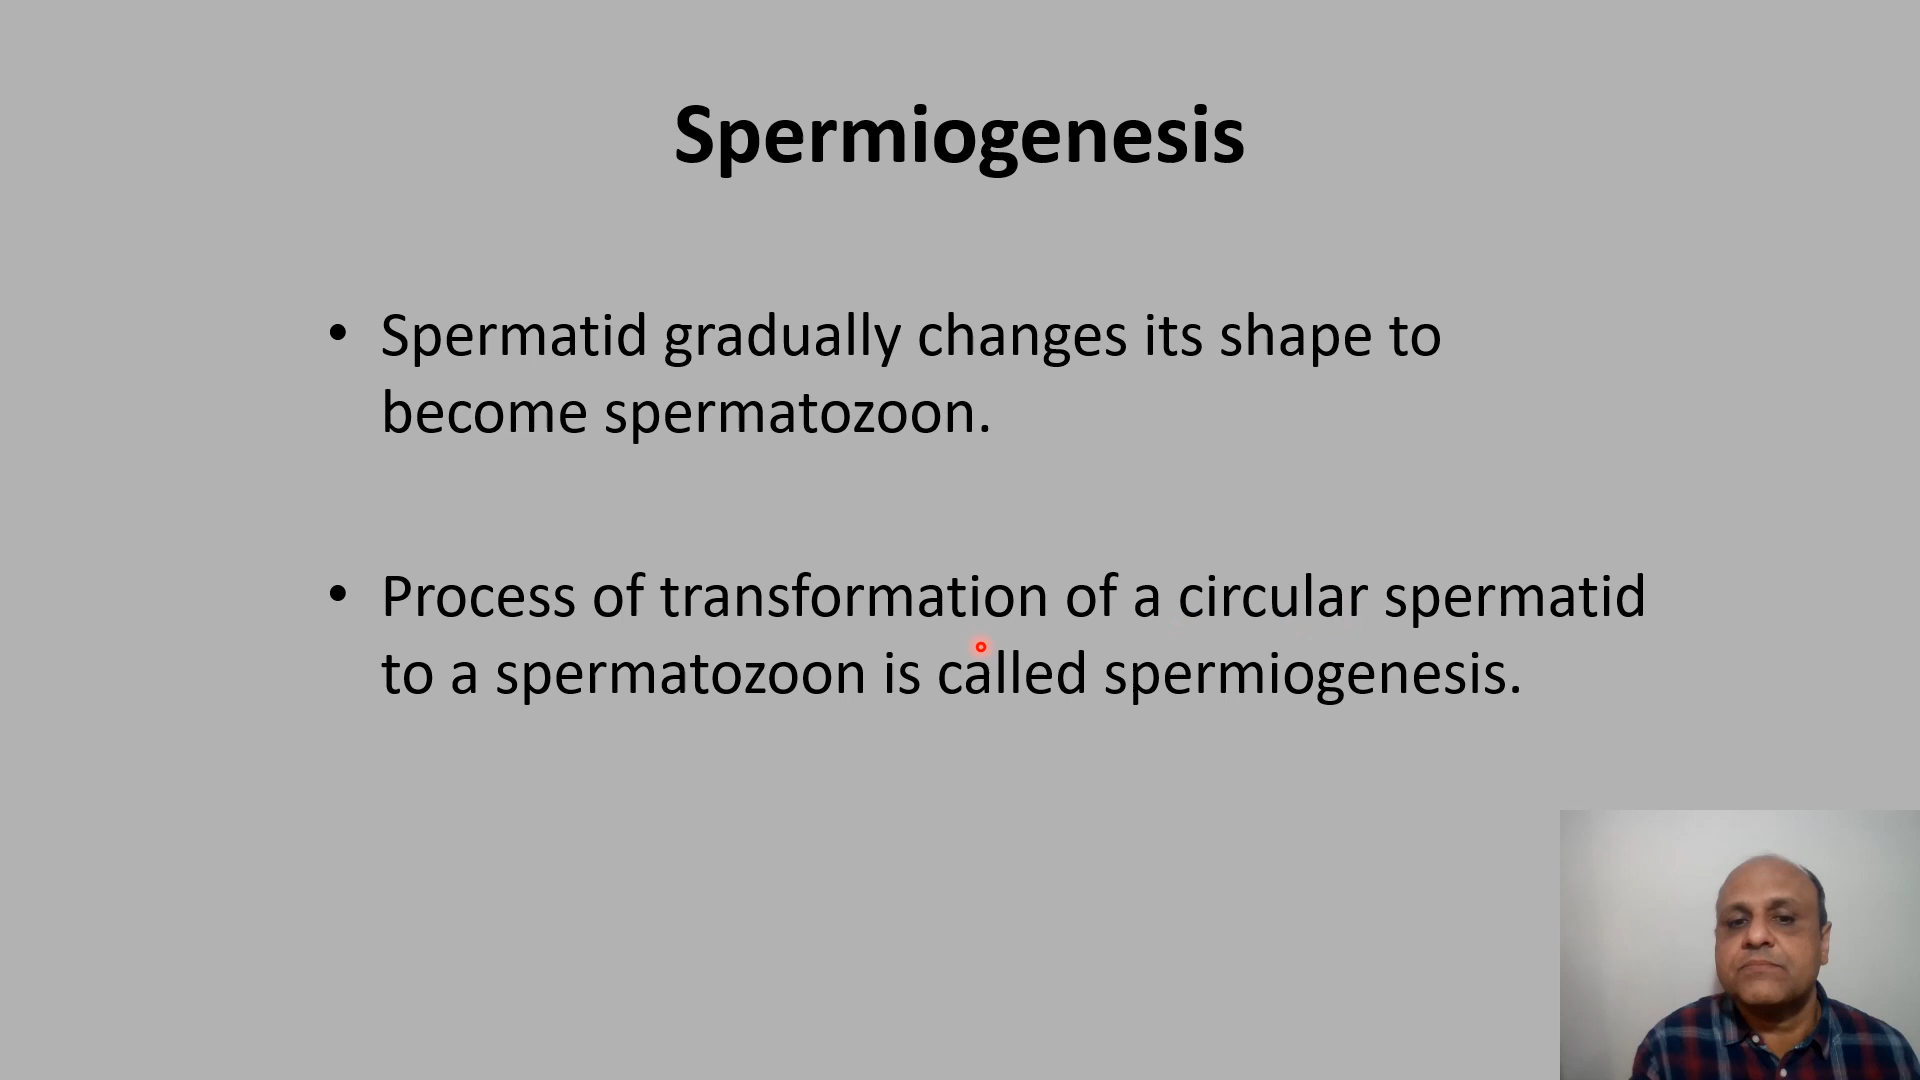 Spermiogenesis
• Spermatid gradually changes its shape to
become spermatozoon.
• Process of transformation of a circular spermatid
to a spermatozoon is called spermiogenesis.